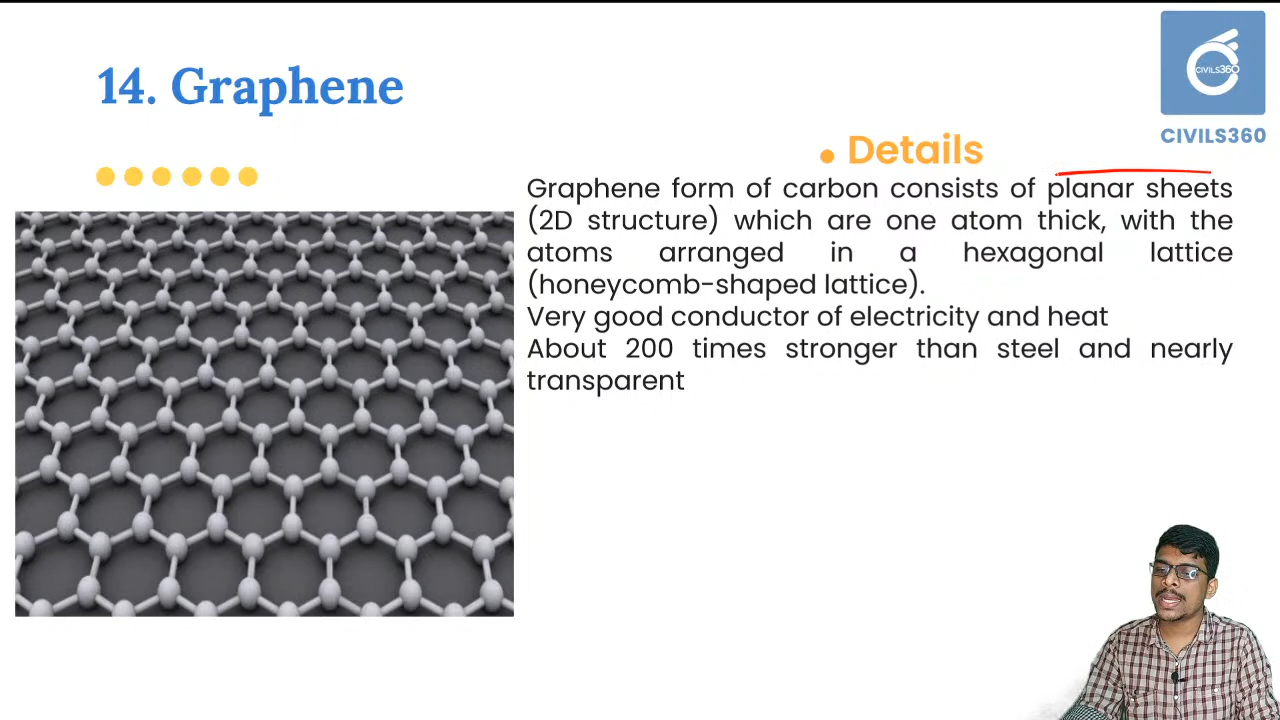 14. Graphene
CIVILS360
CIVILS360
• Details
Graphene form of carbon consists of planar sheets
(2D structure) which are one atom thick, with the
atoms arranged in a hexagonal lattice
(honeycomb-shaped lattice).
Very good conductor of electricity and heat
About 200 times stronger than steel and nearly
transparent